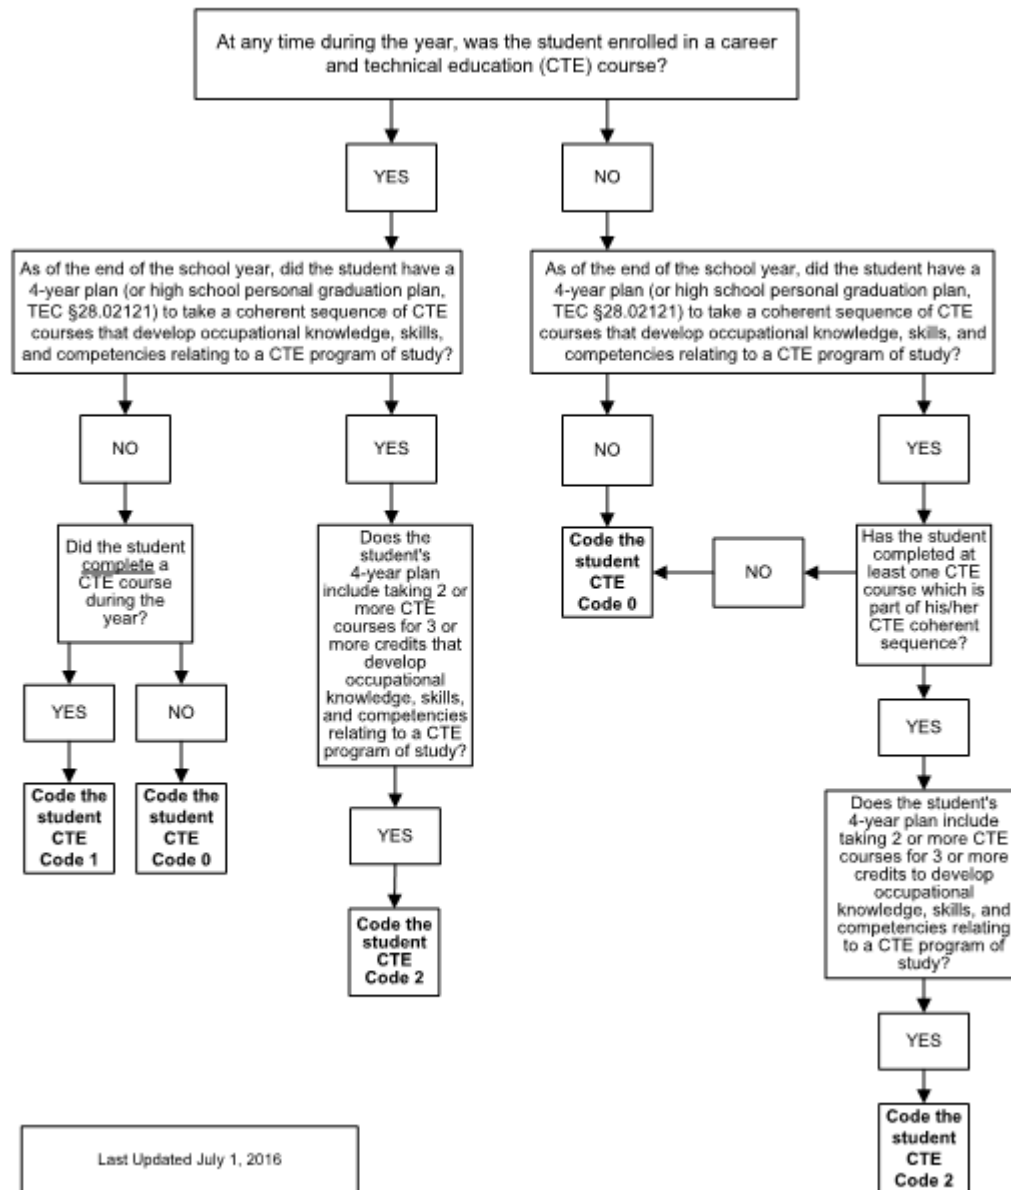 At any time during the year, was the student enrolled in a career
and technical education (CTE) course?
YES
NO
As of the end of the school year, did the student have a
4-year plan (or high school personal graduation plan,
TEC §28.02121) to take a coherent sequence of CTE
courses that develop occupational knowledge, skills,
and competencies relating to a CTE program of study?
As of the end of the school year, did the student have a
4-year plan (or high school personal graduation plan,
TEC §28.02121) to take a coherent sequence of CTE
courses that develop occupational knowledge, skills, and
competencies relating to a CTE program of study?
NO
YES
NO
YES
Did the student
complete a
CTE course
during the
year?
Does the
student's
4-year plan
include taking 2 or
more CTE
courses for 3 or
more credits that
develop
occupational
knowledge, skills,
and competencies
relating to a CTE
program of study?
Code the
student
CTE
Code 0
NO
Has the student
completed at
least one CTE
course which is
part of his/her
CTE coherent
sequence?
YES
NO
YES
Code the
student
CTE
Code 1
Code the
student
CTE
Code 0
YES
Code the
student
CTE
Code 2
Does the student's
4-year plan include
taking 2 or more CTE
courses for 3 or more
credits to develop
occupational
knowledge, skills, and
competencies relating
to a CTE program of
study?
YES
Code the
student
CTE
Code 2
Last Updated July 1, 2016